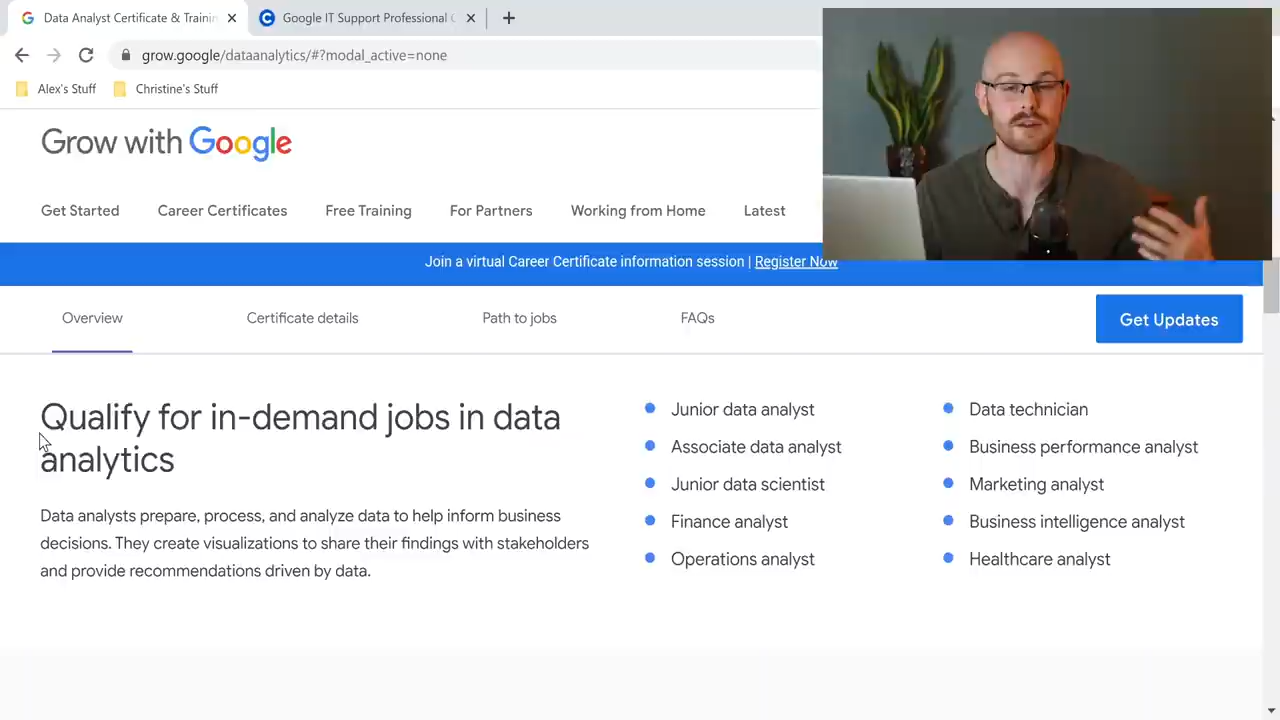 Data Analyst Certificate & Trainin
Google IT Support Professional C
grow.google/dataanalytics/#?modal_active=none
Alex's Stuff
Christine's Stuff
Grow with Google
Get Started
Career Certificates
Free Training
For Partners
Working from Home
Latest
Join a virtual Career Certificate information session | Register Now
Overview
Certificate details
Path to jobs
FAQs
Get Updates
Qualify for in-demand jobs in data
analytics
Data analysts prepare, process, and analyze data to help inform business
decisions. They create visualizations to share their findings with stakeholders
and provide recommendations driven by data.
Junior data analyst
Associate data analyst
Junior data scientist
Finance analyst
Operations analyst
Data technician
Business performance analyst
Marketing analyst
Business intelligence analyst
Healthcare analyst